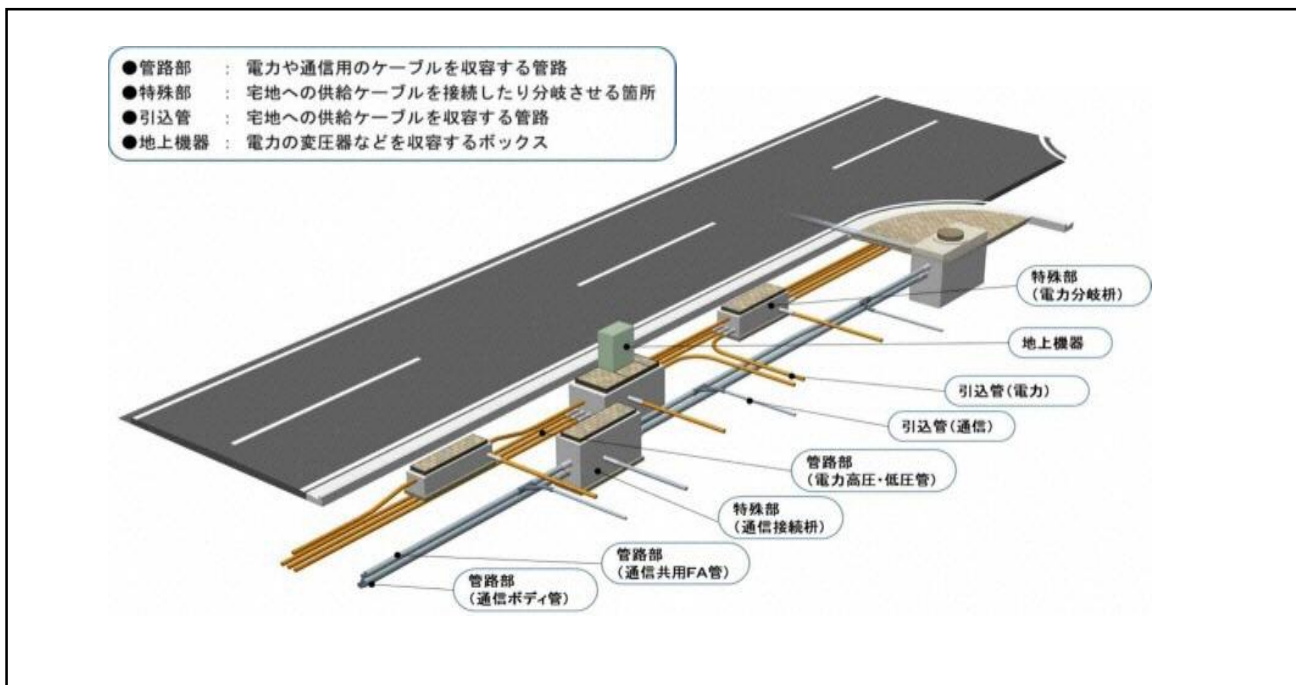 ●管路部 ： 電力や通信用のケーブルを収容する管路
●特殊部 ： 宅地への供給ケーブルを接続したり分岐させる箇所
●引込管 ： 宅地への供給ケーブルを収容する管路
●地上機器 ： 電力の変圧器などを収容するボックス
特殊部
（電力分岐枡）
地上機器
引込管（電力）
引込管（通信）
管路部
（電力高圧・低圧管）
特殊部
（通信接続枡）
管路部
（通信共用FA管）
管路部
（通信ボディ管）